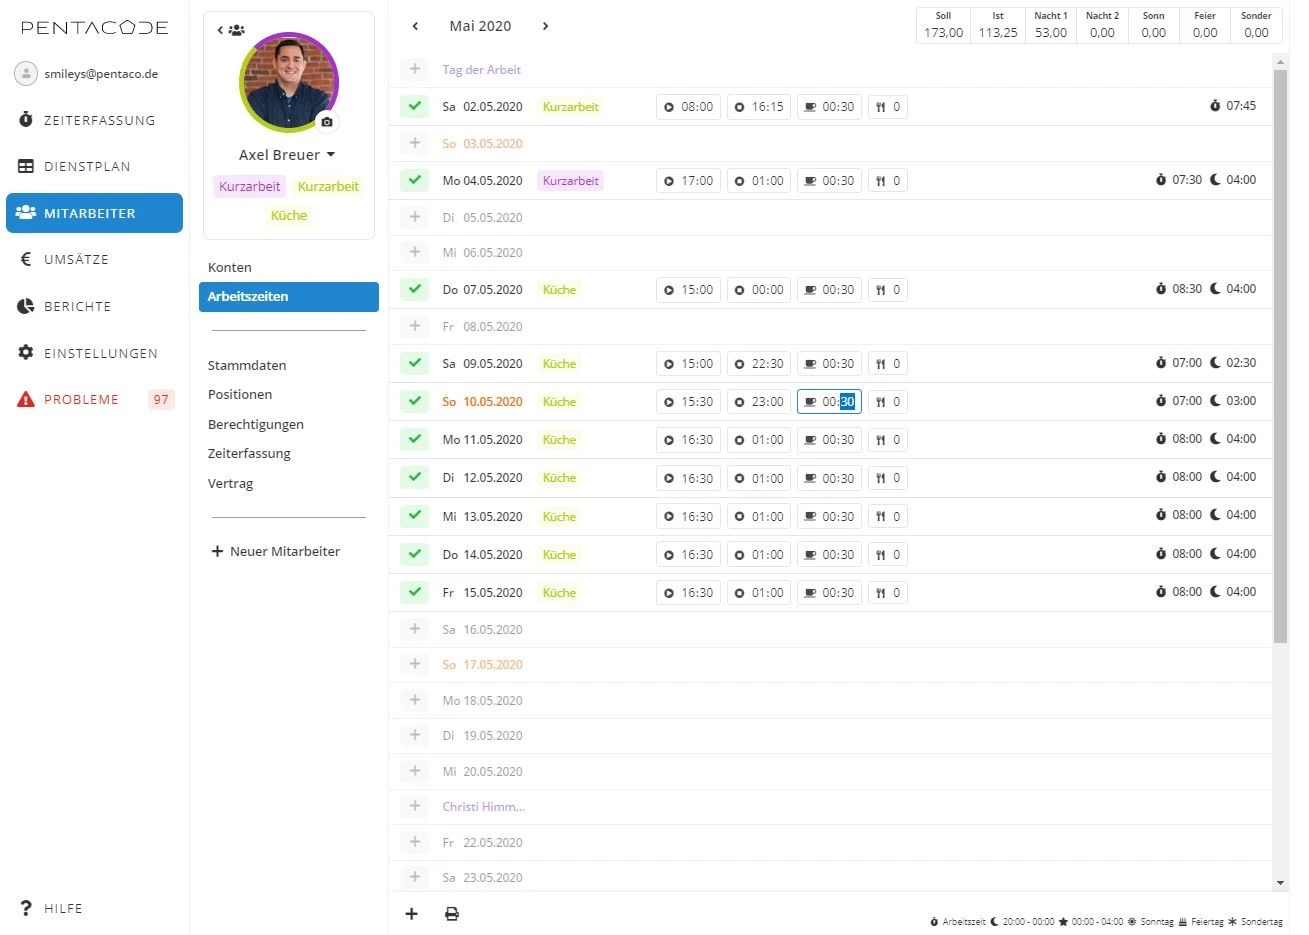 PENTACODE
smileys@pentaco.de
ZEITERFASSUNG
DIENSTPLAN
MITARBEITER
UMSÄTZE
BERICHTE
EINSTELLUNGEN
PROBLEME 97
HILFE
Axel Breuer
Kurzarbeit Kurzarbeit
Küche
Konten
Arbeitszeiten
Stammdaten
Positionen
Berechtigungen
Zeiterfassung
Vertrag
+ Neuer Mitarbeiter
Mai 2020
Soll Ist Nacht 1 Nacht 2 Sonn Feier Sonder
173,00 113,25 53,00 0,00 0,00 0,00 0,00
Tag der Arbeit
Sa 02.05.2020 Kurzarbeit 08:00 16:15 00:30 0 07:45
So 03.05.2020
Mo 04.05.2020 Kurzarbeit 17:00 01:00 00:30 0 07:30 04:00
Di 05.05.2020
Mi 06.05.2020
Do 07.05.2020 Küche 15:00 00:00 00:30 0 08:30 04:00
Fr 08.05.2020
Sa 09.05.2020 Küche 15:00 22:30 00:30 0 07:00 02:30
So 10.05.2020 Küche 15:30 23:00 00:30 0 07:00 03:00
Mo 11.05.2020 Küche 16:30 01:00 00:30 0 08:00 04:00
Di 12.05.2020 Küche 16:30 01:00 00:30 0 08:00 04:00
Mi 13.05.2020 Küche 16:30 01:00 00:30 0 08:00 04:00
Do 14.05.2020 Küche 16:30 01:00 00:30 0 08:00 04:00
Fr 15.05.2020 Küche 16:30 01:00 00:30 0 08:00 04:00
Sa 16.05.2020
So 17.05.2020
Mo 18.05.2020
Di 19.05.2020
Mi 20.05.2020
Christi Himm...
Fr 22.05.2020
Sa 23.05.2020
Arbeitszeit 20:00 - 00:00 00:00 - 04:00 Sonntag Feiertag Sondertag